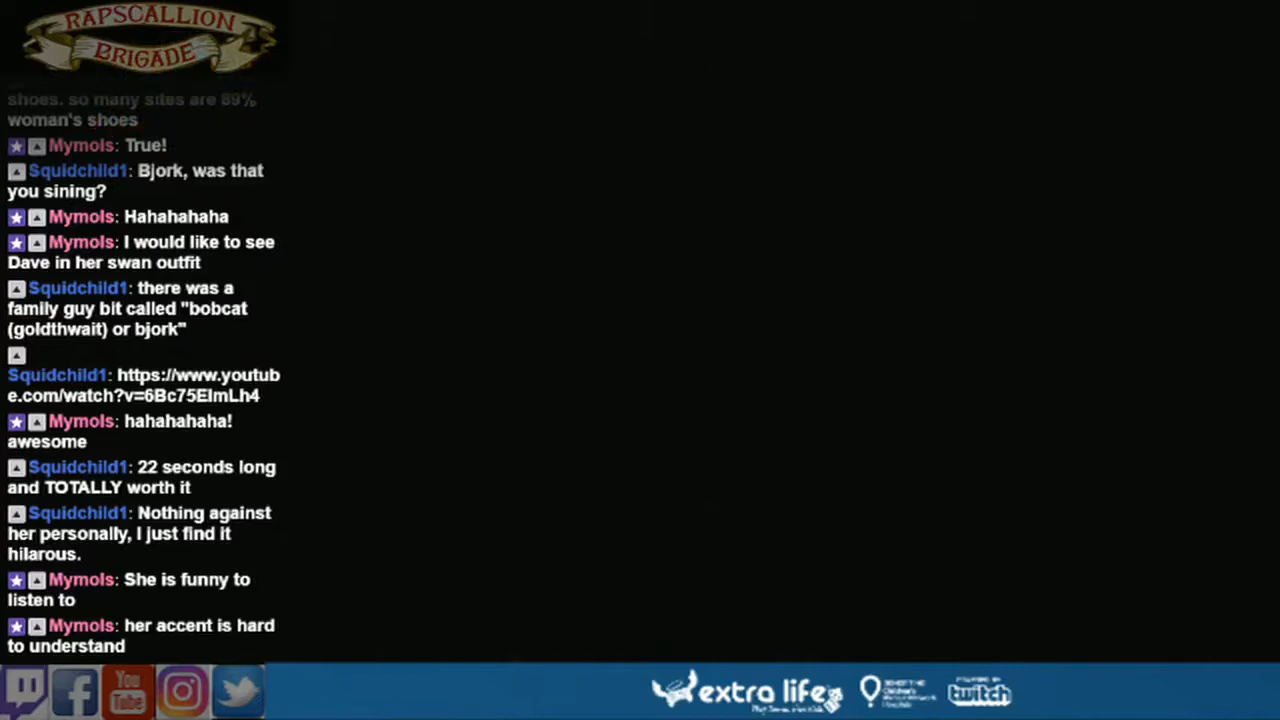 RAPSCALLION
BRIGADE
shoes. so many sites are 89%
woman's shoes
Mymols: True!
Squidchild1: Bjork, was that
you sining?
Mymols: Hahahahaha
Mymols: I would like to see
Dave in her swan outfit
Squidchild1: there was a
family guy bit called "bobcat
(goldthwait) or bjork"
Squidchild1: https://www.youtub
e.com/watch?v=6Bc75EImLh4
Mymols: hahahahaha!
awesome
Squidchild1: 22 seconds long
and TOTALLY worth it
Squidchild1: Nothing against
her personally, I just find it
hilarous.
Mymols: She is funny to
listen to
Mymols: her accent is hard
to understand
You
Tube
extra life
twitch